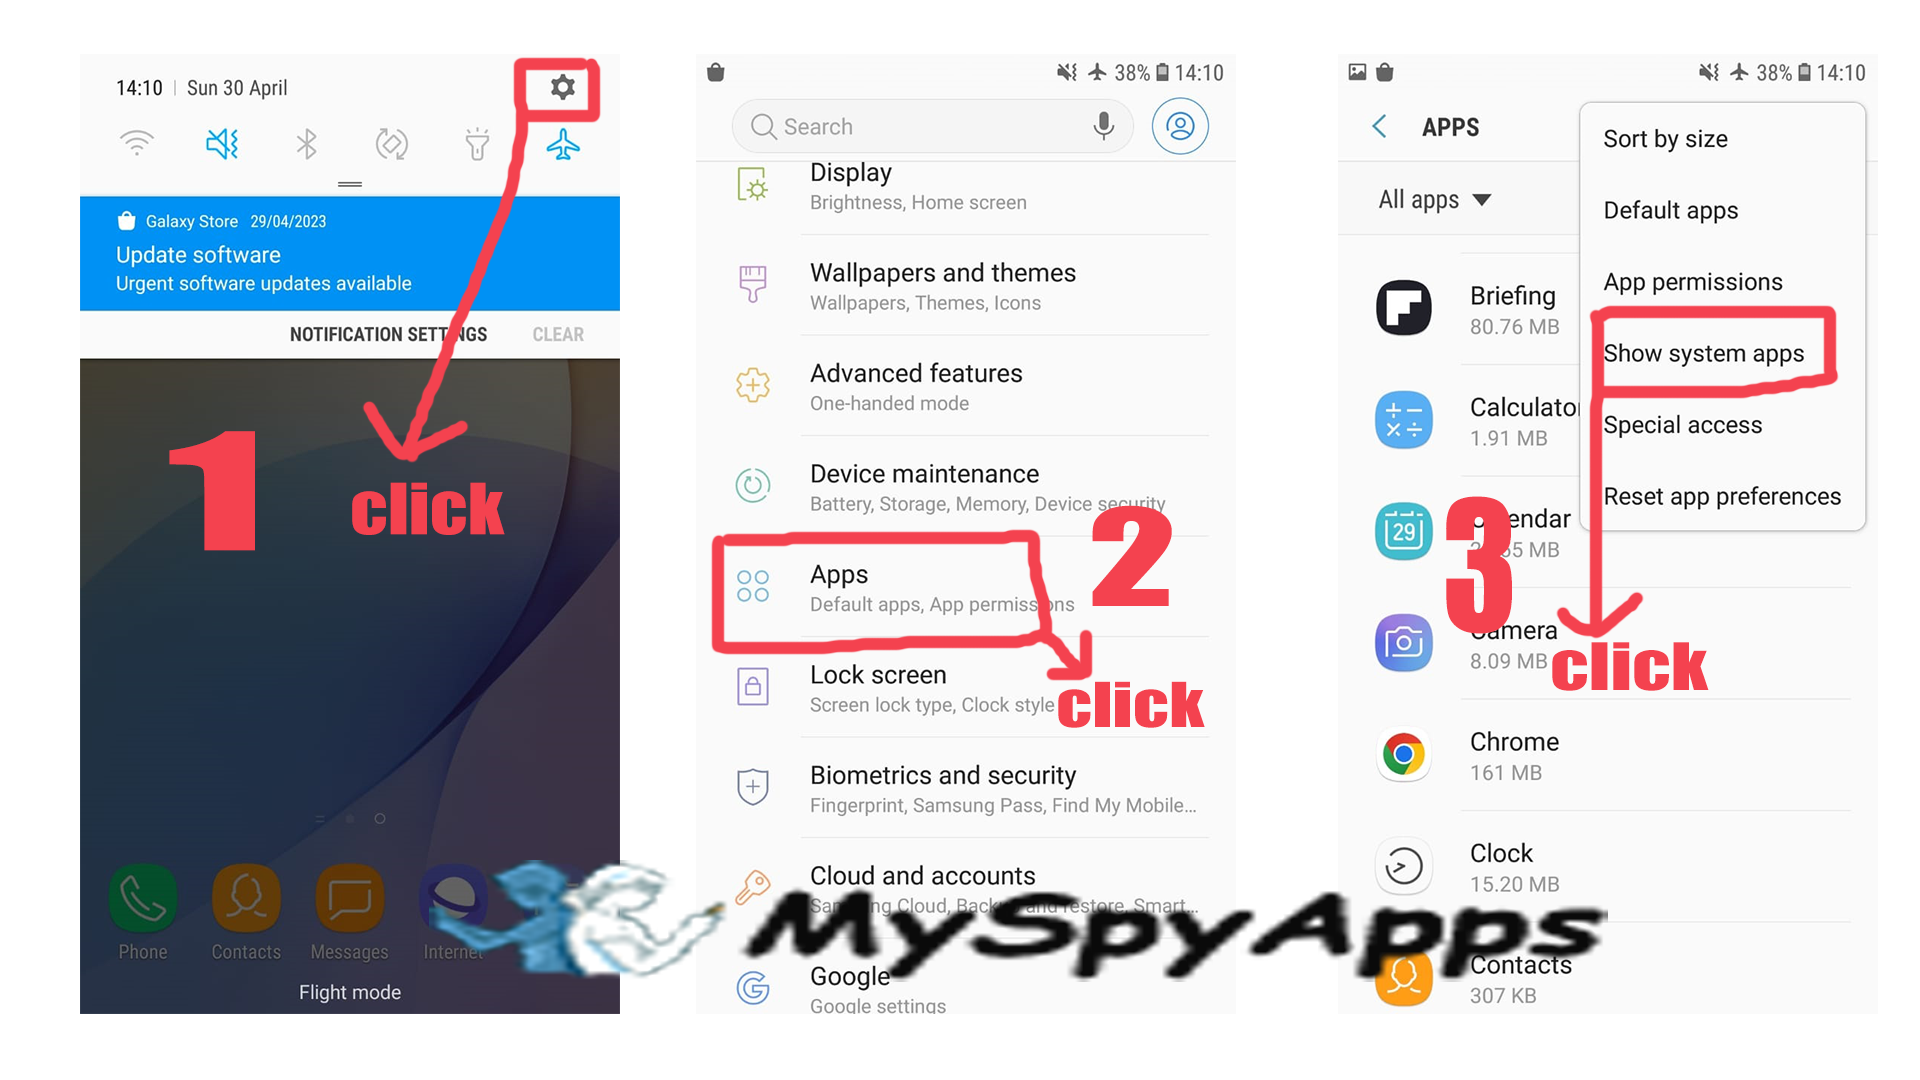 14:10 Sun 30 April
Galaxy Store 29/04/2023
Update software
Urgent software updates available
NOTIFICATION SETTINGS CLEAR
1
click
Phone Contacts Messages Internet
Flight mode
38% 14:10
Search
Display
Brightness, Home screen
Wallpapers and themes
Wallpapers, Themes, Icons
Advanced features
One-handed mode
Device maintenance
Battery, Storage, Memory, Device security
2
Apps
Default apps, App permissions
Lock screen
Screen lock type, Clock style
click
Biometrics and security
Fingerprint, Samsung Pass, Find My Mobile...
Cloud and accounts
Samsung Cloud, Backup and restore, Smart...
Google
Google settings
38% 14:10
APPS
All apps
Sort by size
Default apps
App permissions
Show system apps
Special access
Reset app preferences
Briefing
80.76 MB
Calculator
1.91 MB
29
Calendar
MB
3
Camera
8.09 MB
click
Chrome
161 MB
Clock
15.20 MB
Contacts
307 KB
MySpyApps